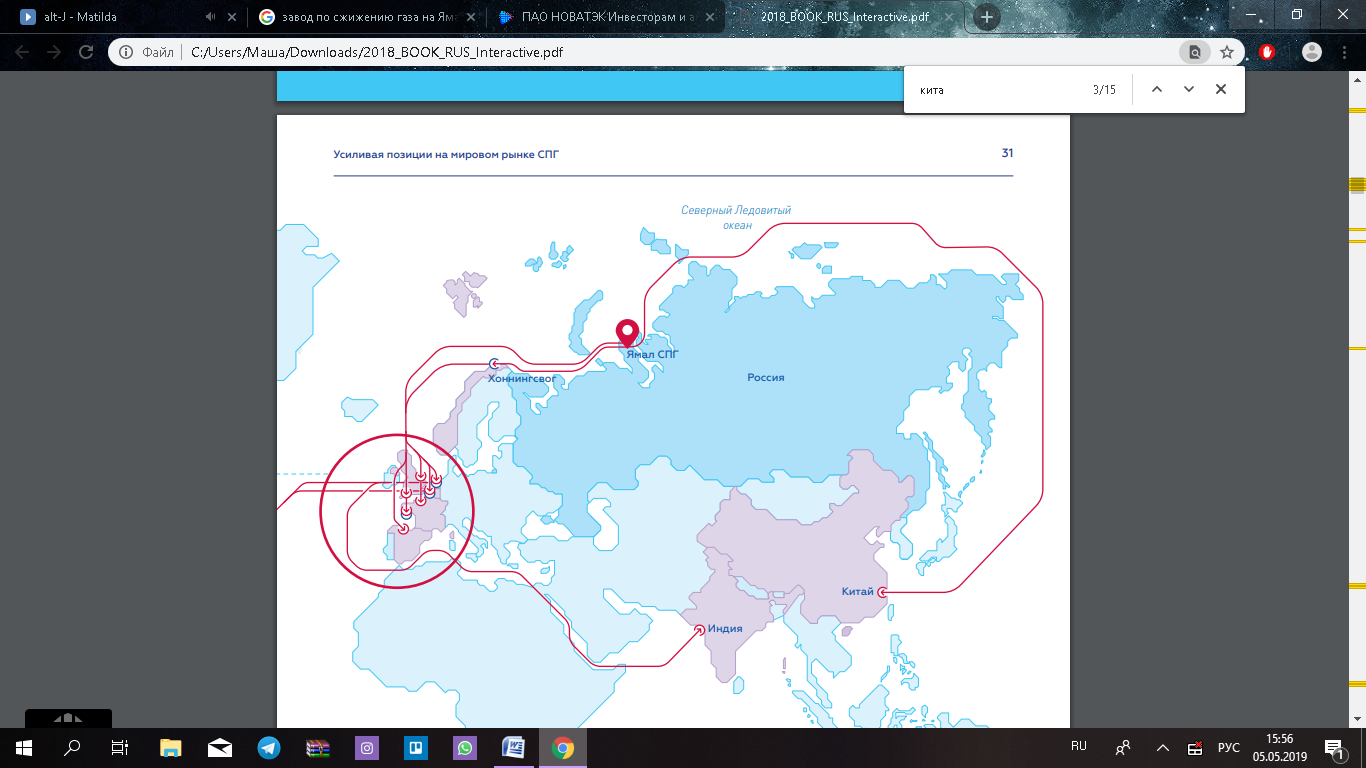 alt-J - Matilda
завод по сжижению газа на Яма
ПАО НОВАТЭК Инвесторам и а
2018_BOOK_RUS_Interactive.pdf
Файл
C:/Users/Маша/Downloads/2018_BOOK_RUS_Interactive.pdf
кита
3/15
Усиливая позиции на мировом рынке СПГ
31
Северный Ледовитый
океан
Ямал СПГ
Хоннингсвог
Россия
Китай
Индия
RU
РУС
15:56
05.05.2019
1